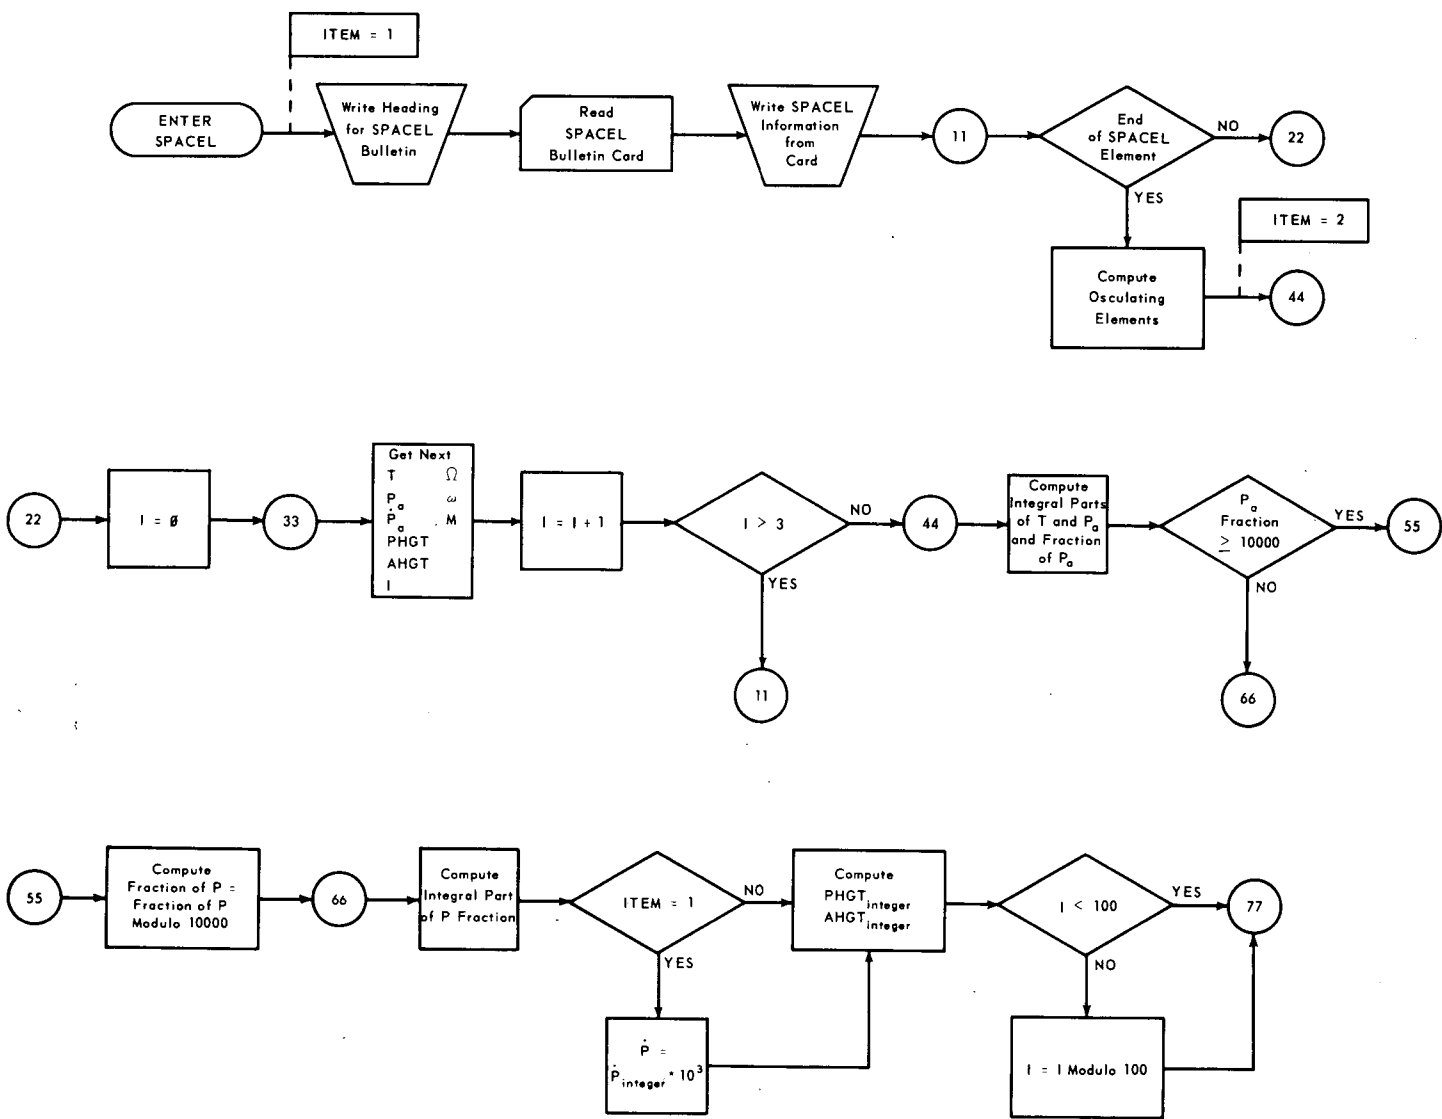 ITEM = 1
ENTER
SPACEL
Write Heading
for SPACEL
Bulletin
Read
SPACEL
Bulletin Card
Write SPACEL
Information
from
Card
11
End
of SPACEL
Element
NO
22
YES
ITEM = 2
Compute
Osculating
Elements
44
22
I = Ø
33
Get Next
T Ω
Pₐ ω
Ṗₐ M
PHGT
AHGT
I
I = I + 1
I > 3
NO
YES
11
44
Compute
Integral Parts
of T and Pₐ
and Fraction
of Pₐ
Pₐ
Fraction
≥ 10000
YES
55
NO
66
55
Compute
Fraction of P =
Fraction of P
Modulo 10000
66
Compute
Integral Part
of P Fraction
ITEM = 1
NO
YES
Ṗ =
Ṗinteger * 10³
Compute
PHGTinteger
AHGTinteger
I < 100
YES
77
NO
I = I Modulo 100